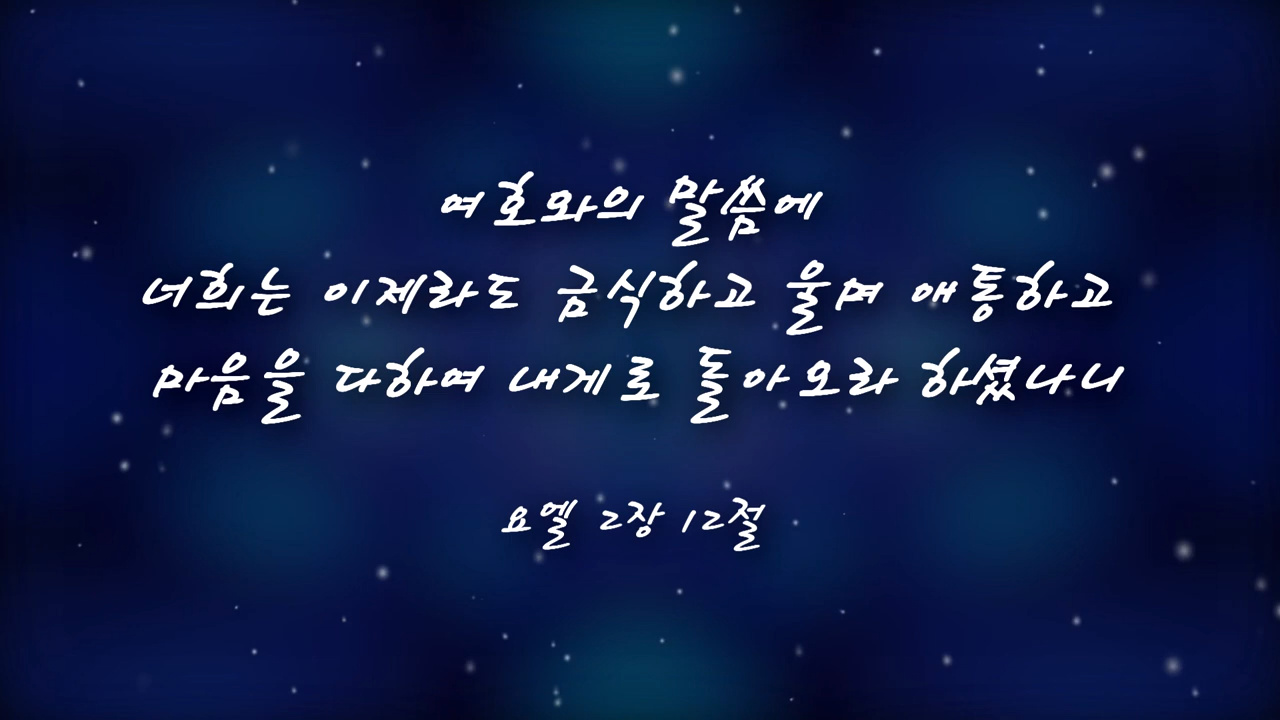 여호와의 말씀에
너희는 이제라도 금식하고 울며 애통하고
마음을 다하여 내게로 돌아오라 하셨나니
요엘 2장 12절